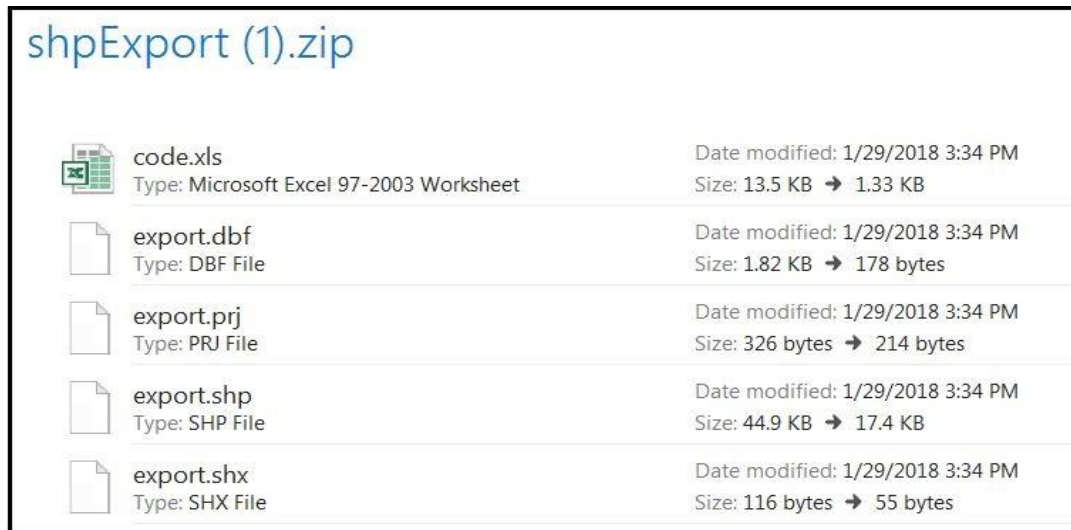 shpExport (1).zip
code.xls
Type: Microsoft Excel 97-2003 Worksheet
Date modified: 1/29/2018 3:34 PM
Size: 13.5 KB ➔ 1.33 KB
export.dbf
Type: DBF File
Date modified: 1/29/2018 3:34 PM
Size: 1.82 KB ➔ 178 bytes
export.prj
Type: PRJ File
Date modified: 1/29/2018 3:34 PM
Size: 326 bytes ➔ 214 bytes
export.shp
Type: SHP File
Date modified: 1/29/2018 3:34 PM
Size: 44.9 KB ➔ 17.4 KB
export.shx
Type: SHX File
Date modified: 1/29/2018 3:34 PM
Size: 116 bytes ➔ 55 bytes